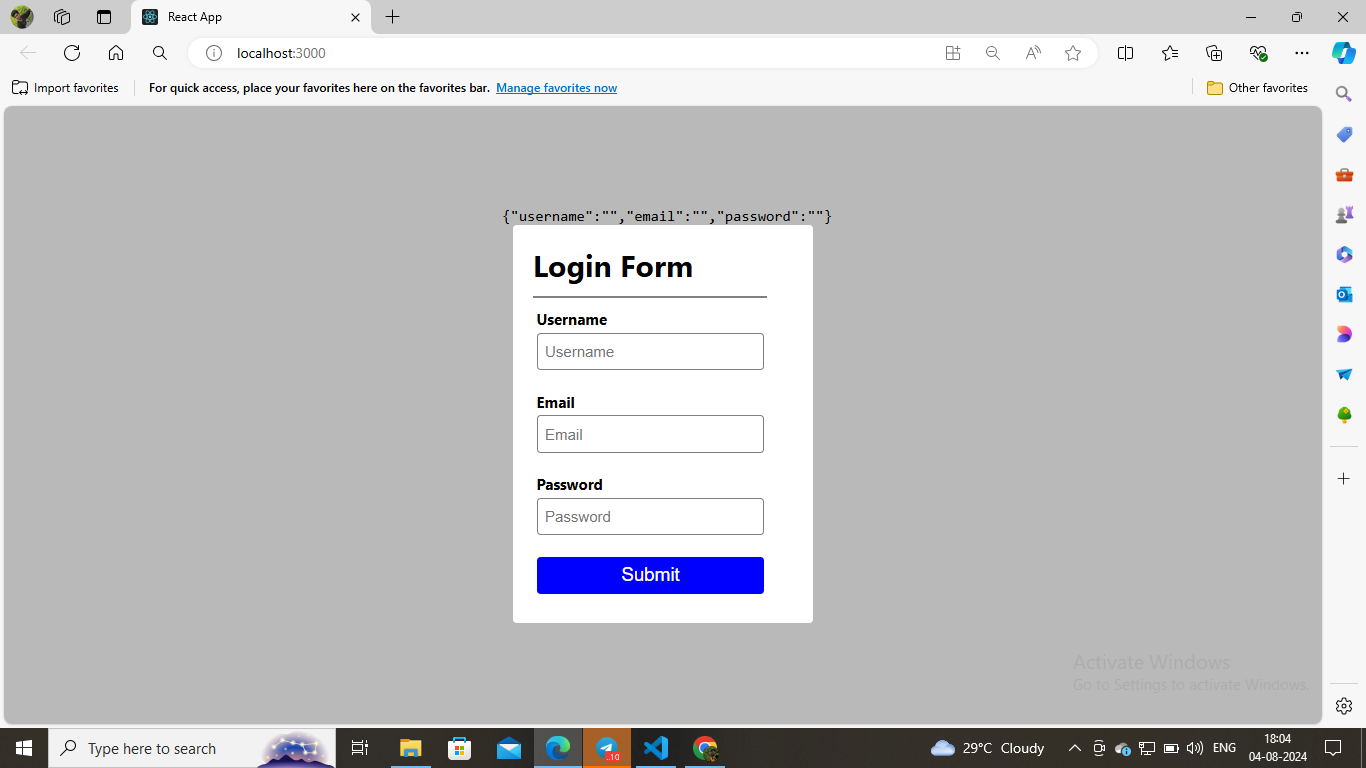 React App
localhost:3000
Import favorites
For quick access, place your favorites here on the favorites bar. Manage favorites now
Other favorites
{"username":"","email":"","password":""}
Login Form
Username
Username
Email
Email
Password
Password
Submit
Activate Windows
Go to Settings to activate Windows.
Type here to search
..10
29°C Cloudy
ENG
18:04
04-08-2024